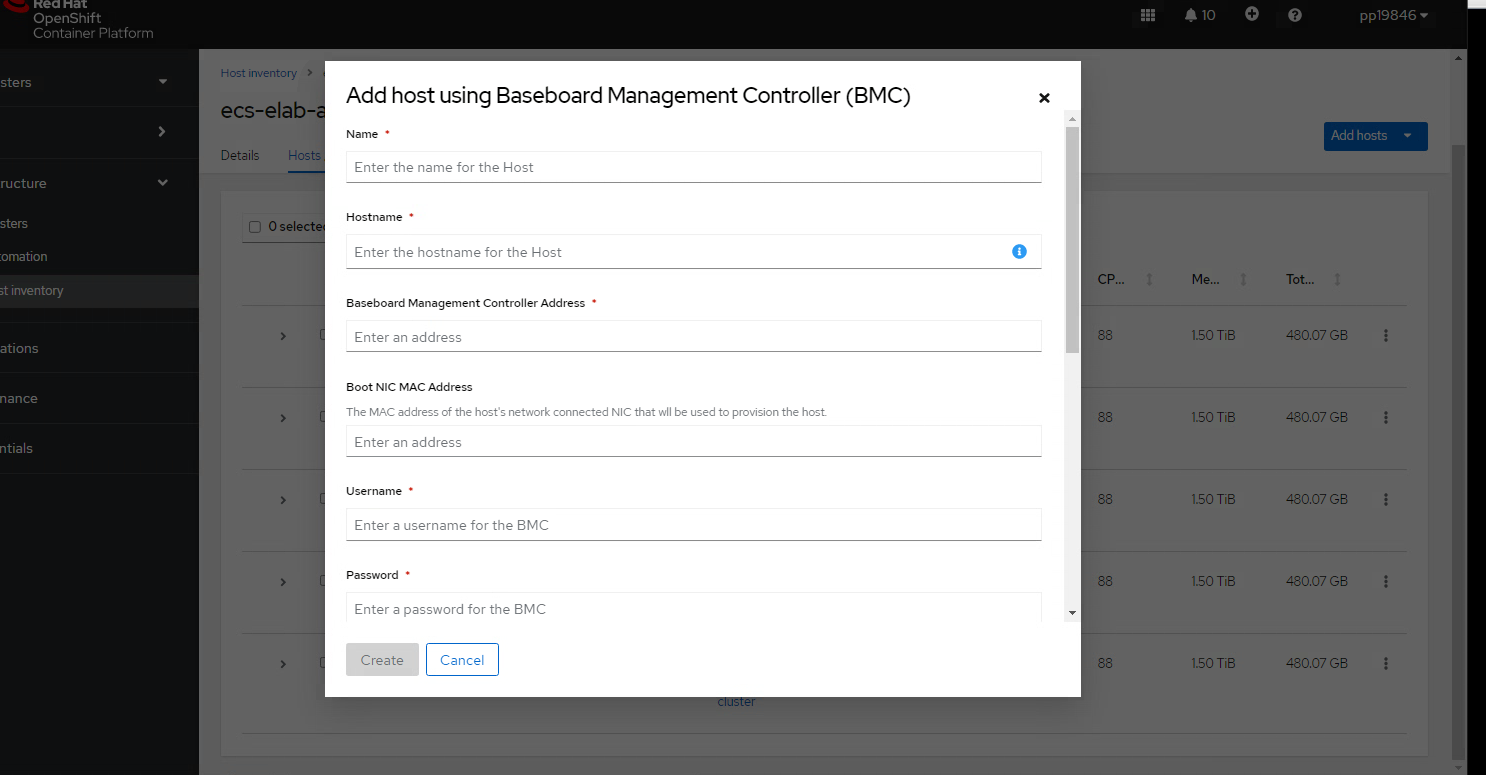 Red Hat
OpenShift
Container Platform
10
pp19846
sters
ructure
sters
omation
st inventory
ations
nance
ntials
Host inventory
ecs-elab-a
Details
Hosts
Add hosts
0 selected
CP...
Me...
Tot...
88
1.50 TiB
480.07 GB
88
1.50 TiB
480.07 GB
88
1.50 TiB
480.07 GB
88
1.50 TiB
480.07 GB
88
1.50 TiB
480.07 GB
cluster
Add host using Baseboard Management Controller (BMC)
Name *
Enter the name for the Host
Hostname *
Enter the hostname for the Host
Baseboard Management Controller Address *
Enter an address
Boot NIC MAC Address
The MAC address of the host's network connected NIC that wll be used to provision the host.
Enter an address
Username *
Enter a username for the BMC
Password *
Enter a password for the BMC
Create
Cancel